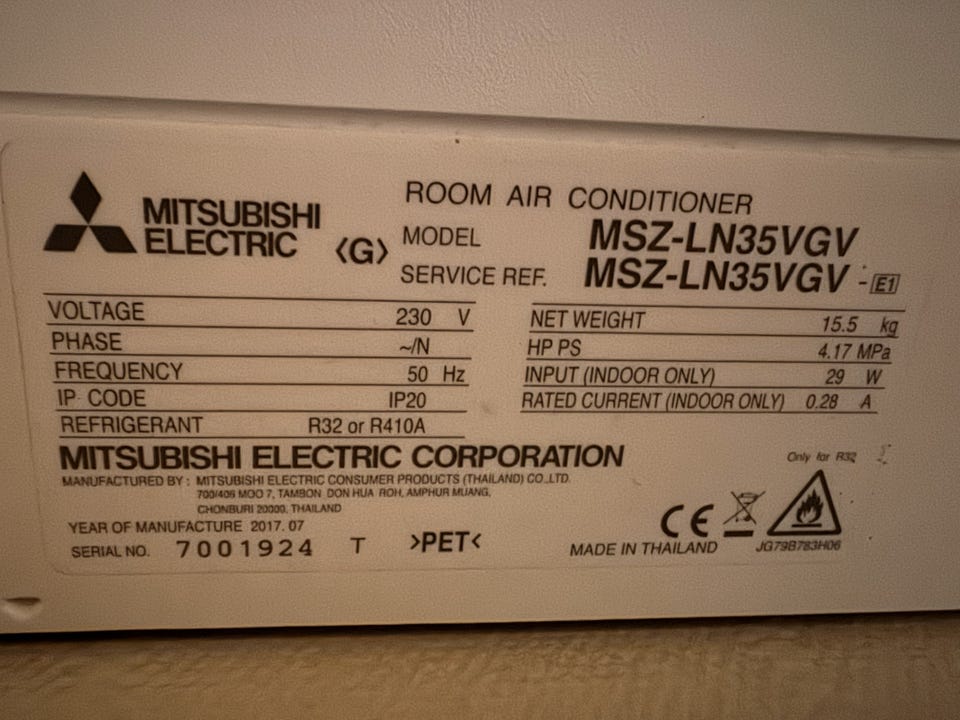 MITSUBISHI
ELECTRIC
<G>
ROOM AIR CONDITIONER
MODEL MSZ-LN35VGV
SERVICE REF. MSZ-LN35VGV - E1
VOLTAGE 230 V
PHASE ~/N
FREQUENCY 50 Hz
IP CODE IP20
REFRIGERANT R32 or R410A
NET WEIGHT 15.5 kg
HP PS 4.17 MPa
INPUT (INDOOR ONLY) 29 W
RATED CURRENT (INDOOR ONLY) 0.28 A
MITSUBISHI ELECTRIC CORPORATION
MANUFACTURED BY : MITSUBISHI ELECTRIC CONSUMER PRODUCTS (THAILAND) CO.,LTD.
700/406 MOO 7, TAMBON DON HUA ROH, AMPHUR MUANG,
CHONBURI 20000, THAILAND
YEAR OF MANUFACTURE 2017. 07
SERIAL NO. 7001924 T
>PET<
Only for R32
CE
MADE IN THAILAND
JG79B783H06